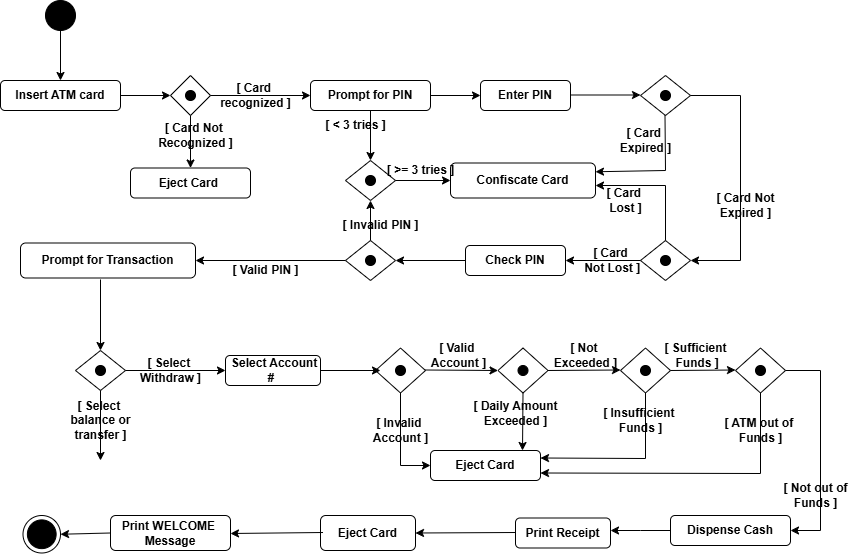 Insert ATM card
[ Card
recognized ]
Prompt for PIN
Enter PIN
[ Card Not
Recognized ]
[ < 3 tries ]
[ Card
Expired ]
Eject Card
[ >= 3 tries ]
Confiscate Card
[ Card
Lost ]
[ Card Not
Expired ]
[ Invalid PIN ]
Prompt for Transaction
[ Valid PIN ]
Check PIN
[ Card
Not Lost ]
[ Select
Withdraw ]
Select Account
#
[ Valid
Account ]
[ Not
Exceeded ]
[ Sufficient
Funds ]
[ Select
balance or
transfer ]
[ Invalid
Account ]
[ Daily Amount
Exceeded ]
[ Insufficient
Funds ]
[ ATM out of
Funds ]
Eject Card
[ Not out of
Funds ]
Print WELCOME
Message
Eject Card
Print Receipt
Dispense Cash